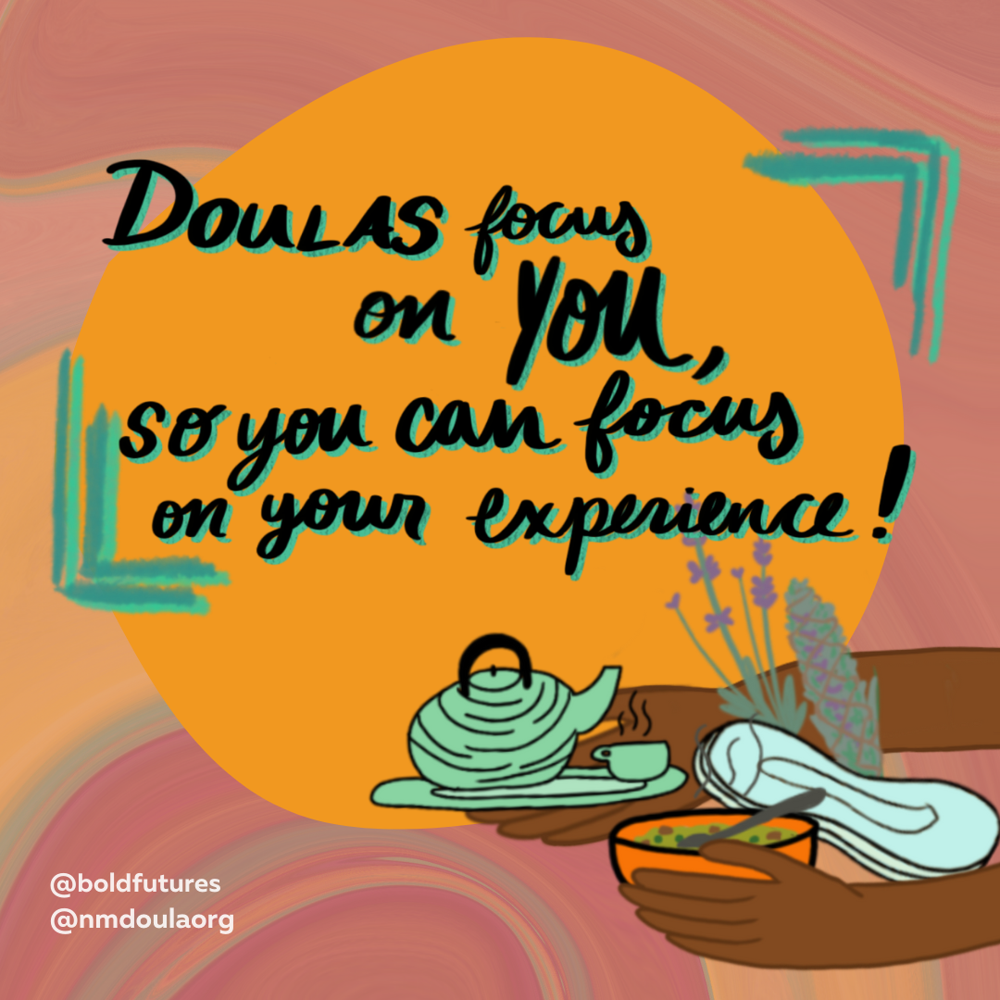 DOULAS focus
on YOU,
so you can focus
on your experience!
@boldfutures
@nmdoulaorg